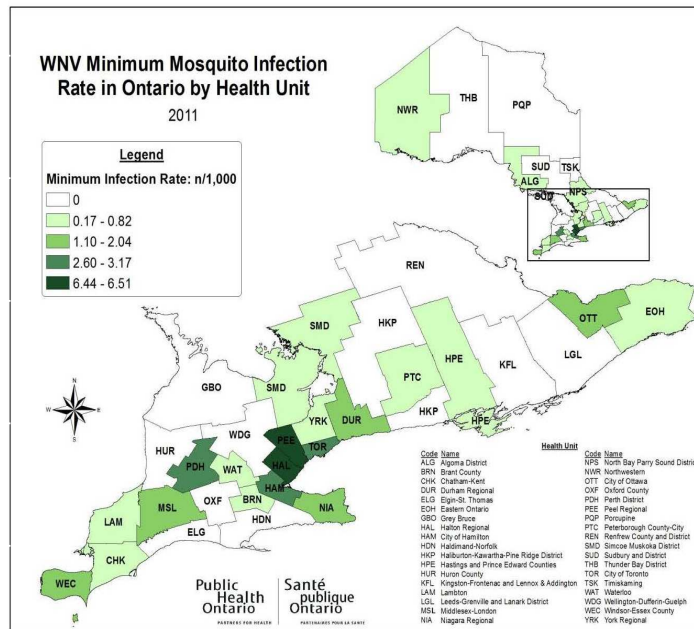 WNV Minimum Mosquito Infection
Rate in Ontario by Health Unit
2011
Legend
Minimum Infection Rate: n/1,000
0
0.17 - 0.82
1.10 - 2.04
2.60 - 3.17
6.44 - 6.51
NWR
THB
PQP
SUD
TSK
ALG
NPS
SUD
N
W
E
S
REN
SMD
HKP
OTT
EOH
HPE
GBO
SMD
PTC
KFL
LGL
YRK
DUR
HKP
HPE
WDG
PEE
TOR
HUR
PDH
WAT
HAL
HAM
MSL
OXF
BRN
NIA
LAM
ELG
HDN
CHK
WEC
Health Unit
Code Name
ALG Algoma District
BRN Brant County
CHK Chatham-Kent
DUR Durham Regional
ELG Elgin-St. Thomas
EOH Eastern Ontario
GBO Grey Bruce
HAL Halton Regional
HAM City of Hamilton
HDN Haldimand-Norfolk
HKP Haliburton-Kawartha-Pine Ridge District
HPE Hastings and Prince Edward Counties
HUR Huron County
KFL Kingston-Frontenac and Lennox & Addington
LAM Lambton
LGL Leeds-Grenville and Lanark District
MSL Middlesex-London
NIA Niagara Regional
Code Name
NPS North Bay Parry Sound District
NWR Northwestern
OTT City of Ottawa
OXF Oxford County
PDH Perth District
PEE Peel Regional
PQP Porcupine
PTC Peterborough County-City
REN Renfrew County and District
SMD Simcoe Muskoka District
SUD Sudbury and District
THB Thunder Bay District
TOR City of Toronto
TSK Timiskaming
WAT Waterloo
WDG Wellington-Dufferin-Guelph
WEC Windsor-Essex County
YRK York Regional
Public
Health
Ontario
PARTNERS FOR HEALTH
Santé
publique
Ontario
PARTENAIRES POUR LA SANTÉ